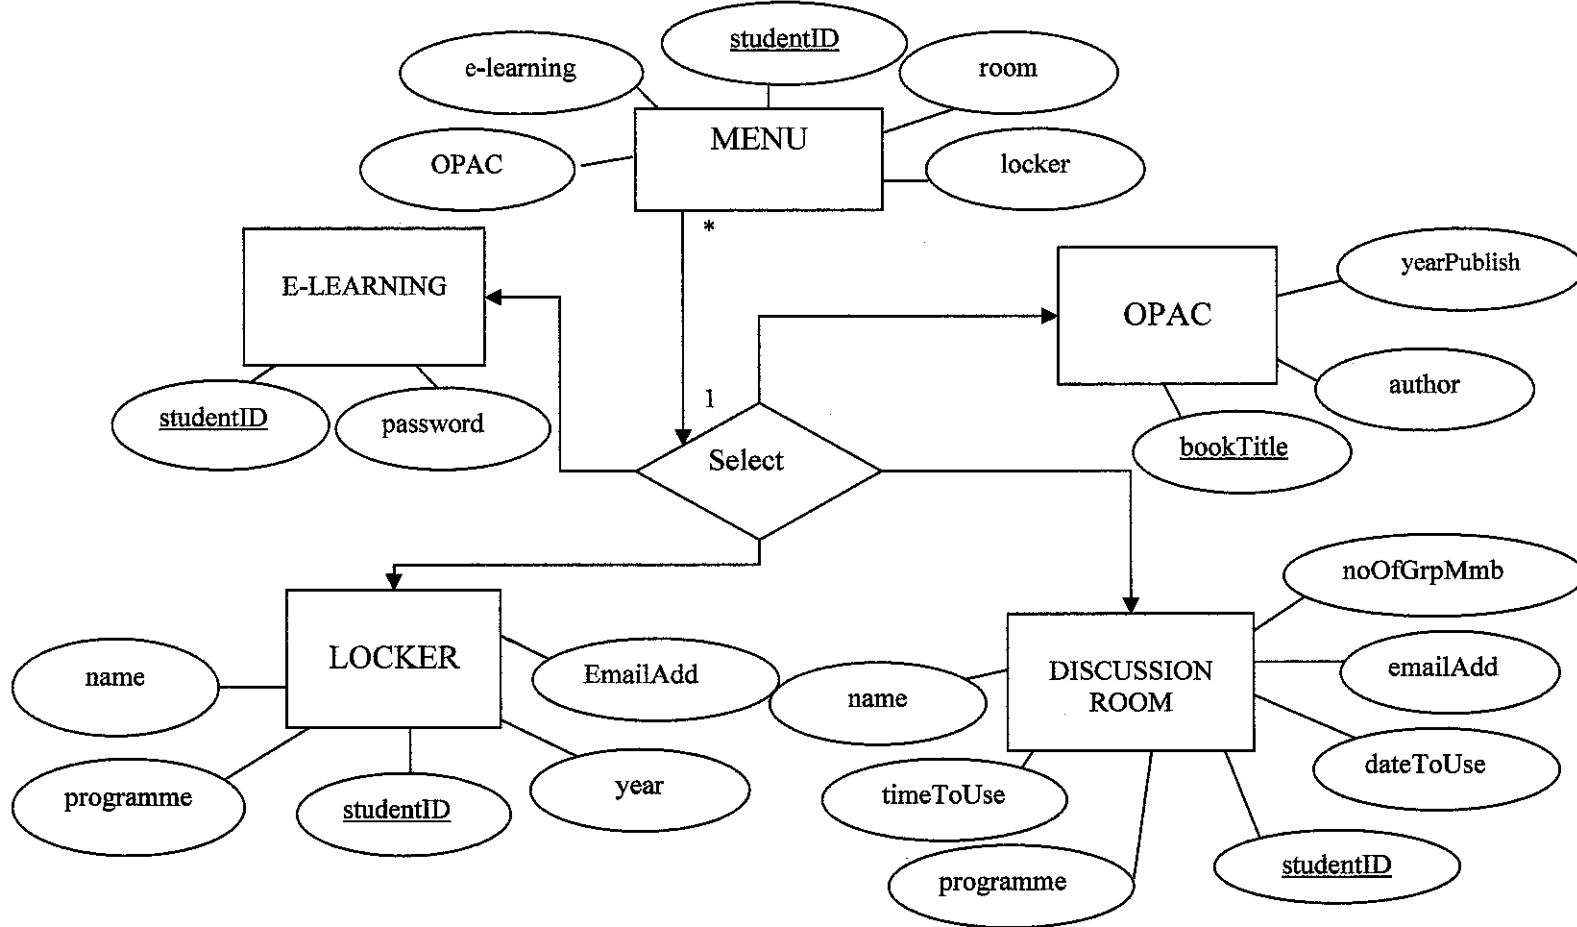 studentID
e-learning
room
MENU
OPAC
locker
*
E-LEARNING
yearPublish
OPAC
author
1
studentID
password
bookTitle
Select
noOfGrpMmb
LOCKER
name
EmailAdd
DISCUSSION
ROOM
emailAdd
name
dateToUse
programme
studentID
year
timeToUse
programme
studentID